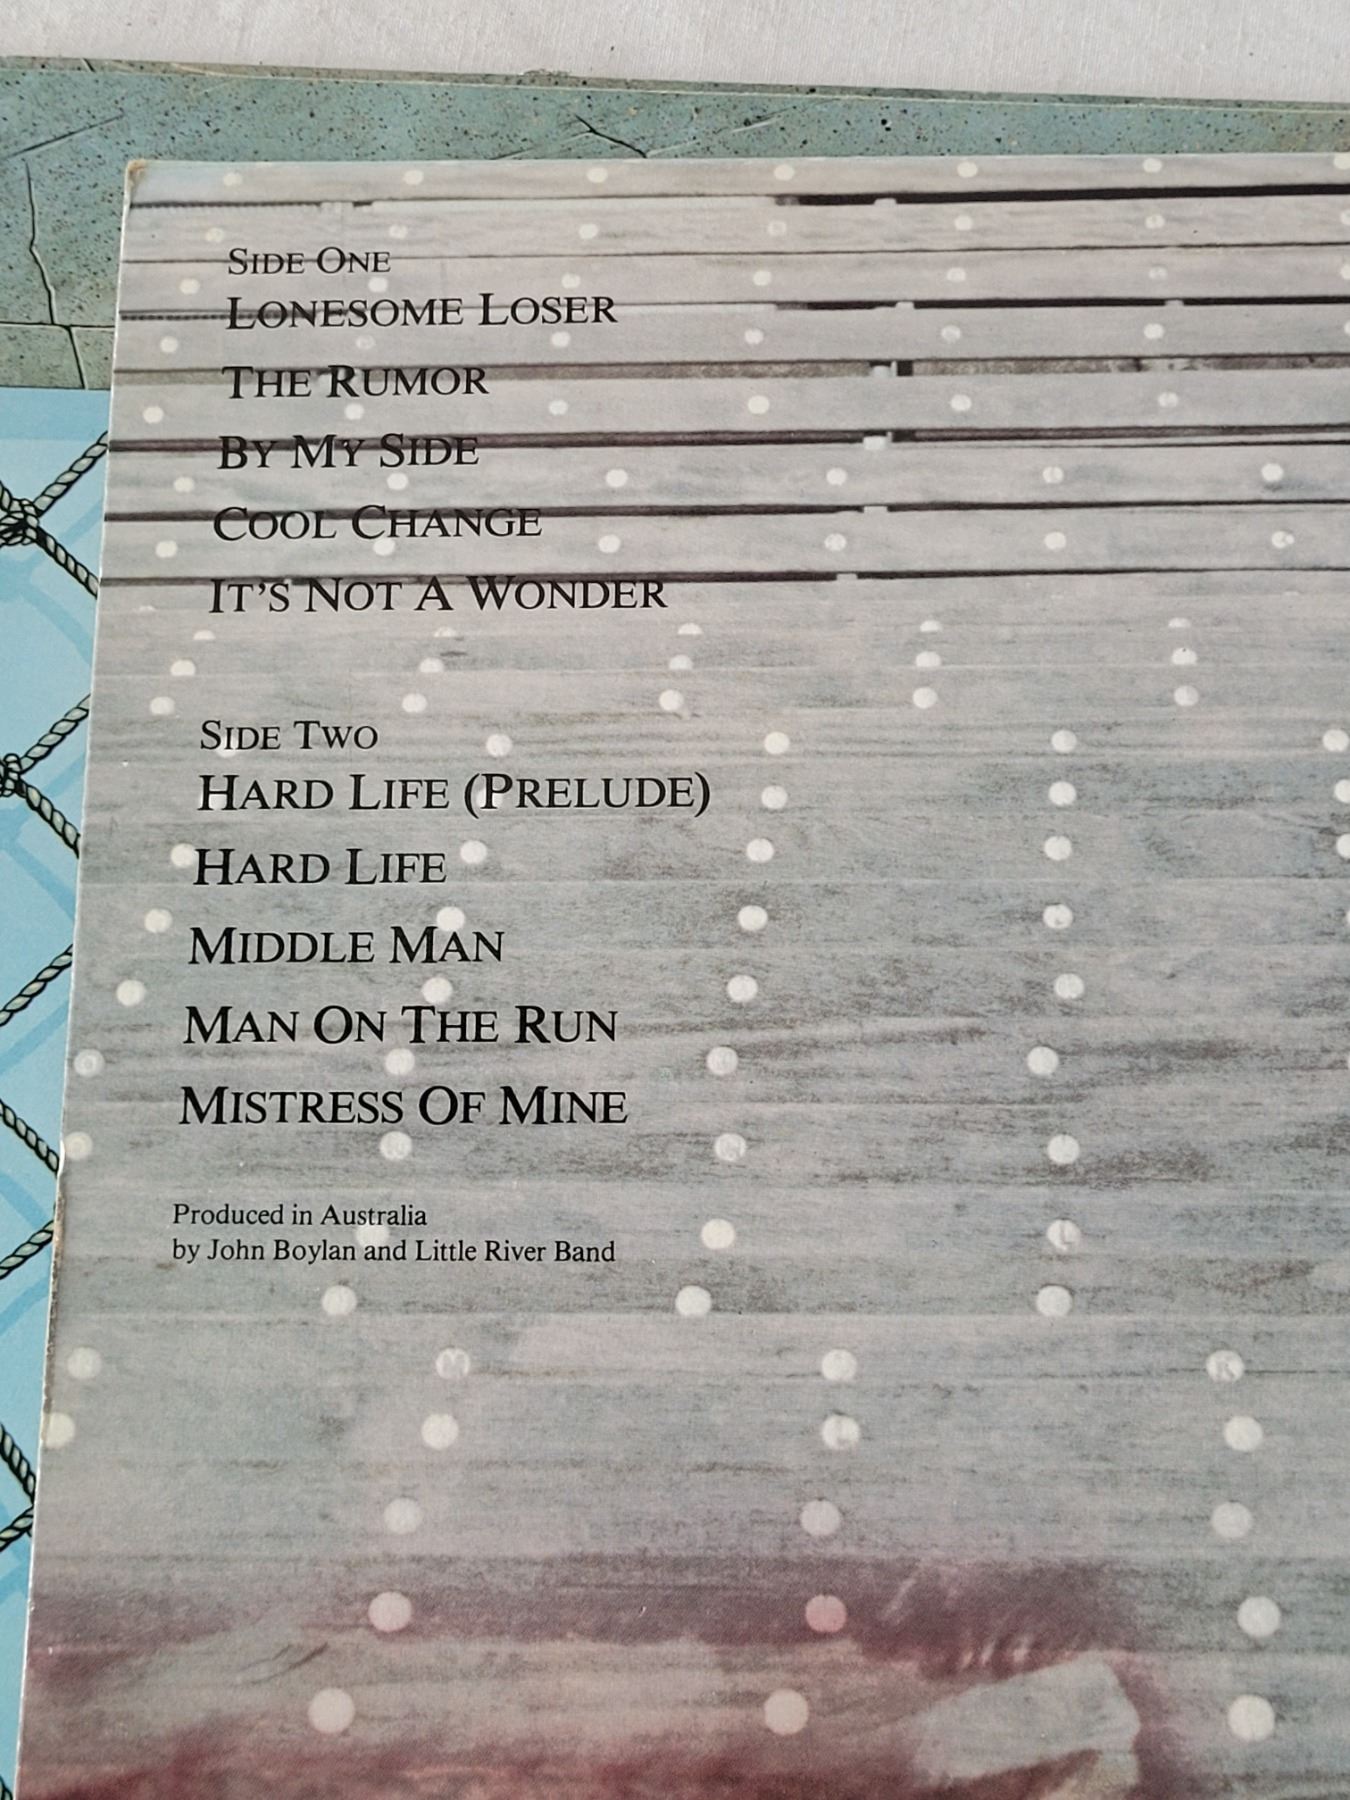 SIDE ONE
LONESOME LOSER
THE RUMOR
BY MY SIDE
COOL CHANGE
IT'S NOT A WONDER
SIDE TWO
HARD LIFE (PRELUDE)
HARD LIFE
MIDDLE MAN
MAN ON THE RUN
MISTRESS OF MINE
Produced in Australia
by John Boylan and Little River Band